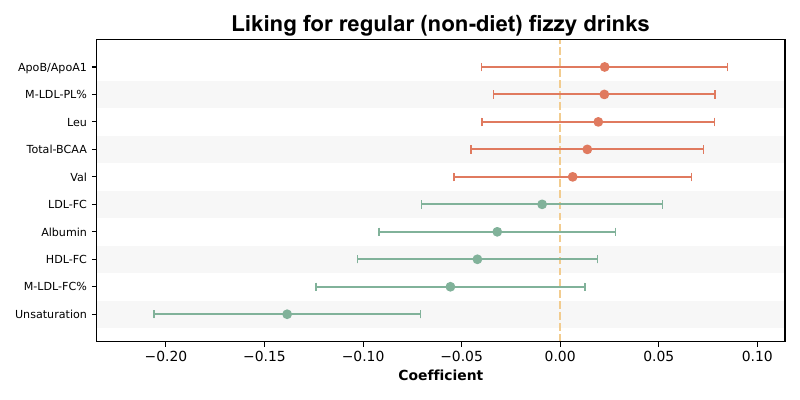 Liking for regular (non-diet) fizzy drinks
ApoB/ApoA1
M-LDL-PL%
Leu
Total-BCAA
Val
LDL-FC
Albumin
HDL-FC
M-LDL-FC%
Unsaturation
−0.20 −0.15 −0.10 −0.05 0.00 0.05 0.10
Coefficient